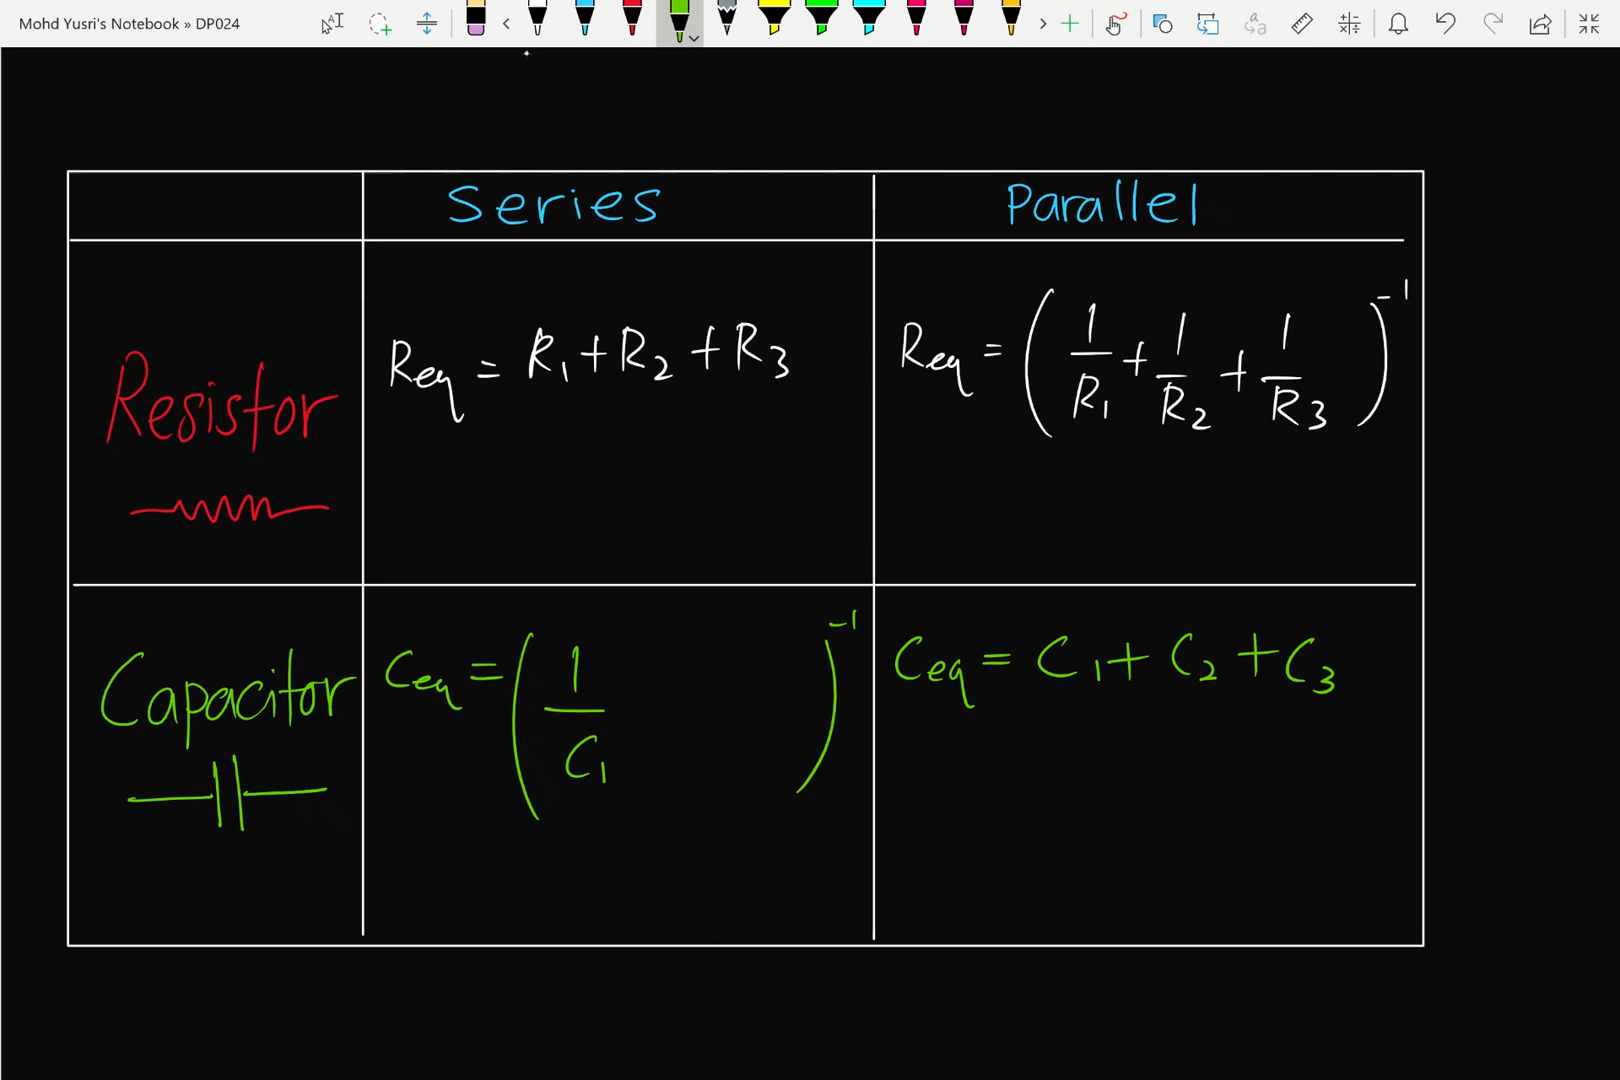 Mohd Yusri's Notebook » DP024
Series Parallel
Resistor
Req = R₁ + R₂ + R₃
Req = (1/R₁ + 1/R₂ + 1/R₃)⁻¹
Capacitor
Ceq = (1/C₁ )⁻¹
Ceq = C₁ + C₂ + C₃